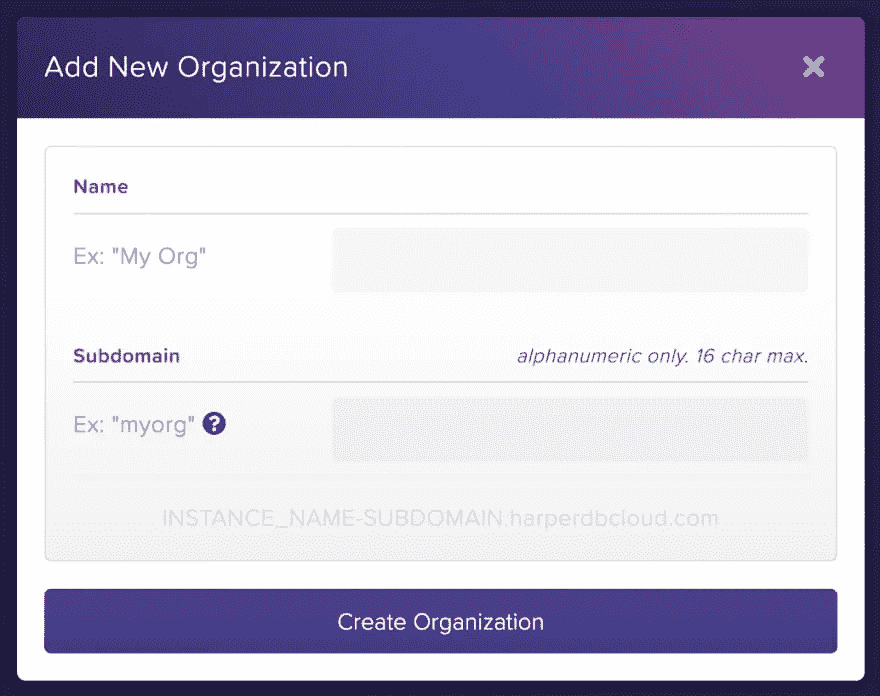 Add New Organization
Name
Ex: "My Org"
Subdomain alphanumeric only. 16 char max.
Ex: "myorg" ?
INSTANCE_NAME-SUBDOMAIN.harperdbcloud.com
Create Organization